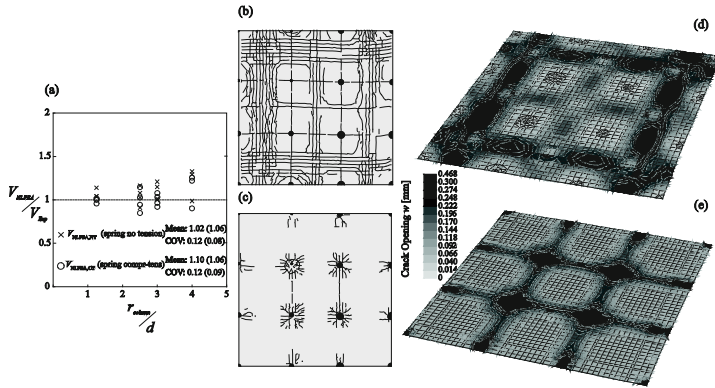 (a)
2
1.5
1
0.5
0
1
2
3
4
5
V_NLFEA / V_Exp
× V_NLFEA,NT (spring no tension) Mean: 1.02 (1.06)
COV: 0.12 (0.08)
○ V_NLFEA,CT (spring compr-tens) Mean: 1.10 (1.06)
COV: 0.12 (0.09)
r_column / d
(b)
(c)
(d)
(e)
Crack Opening w [mm]
0.468
0.300
0.274
0.248
0.222
0.196
0.170
0.144
0.118
0.092
0.066
0.040
0.014
0